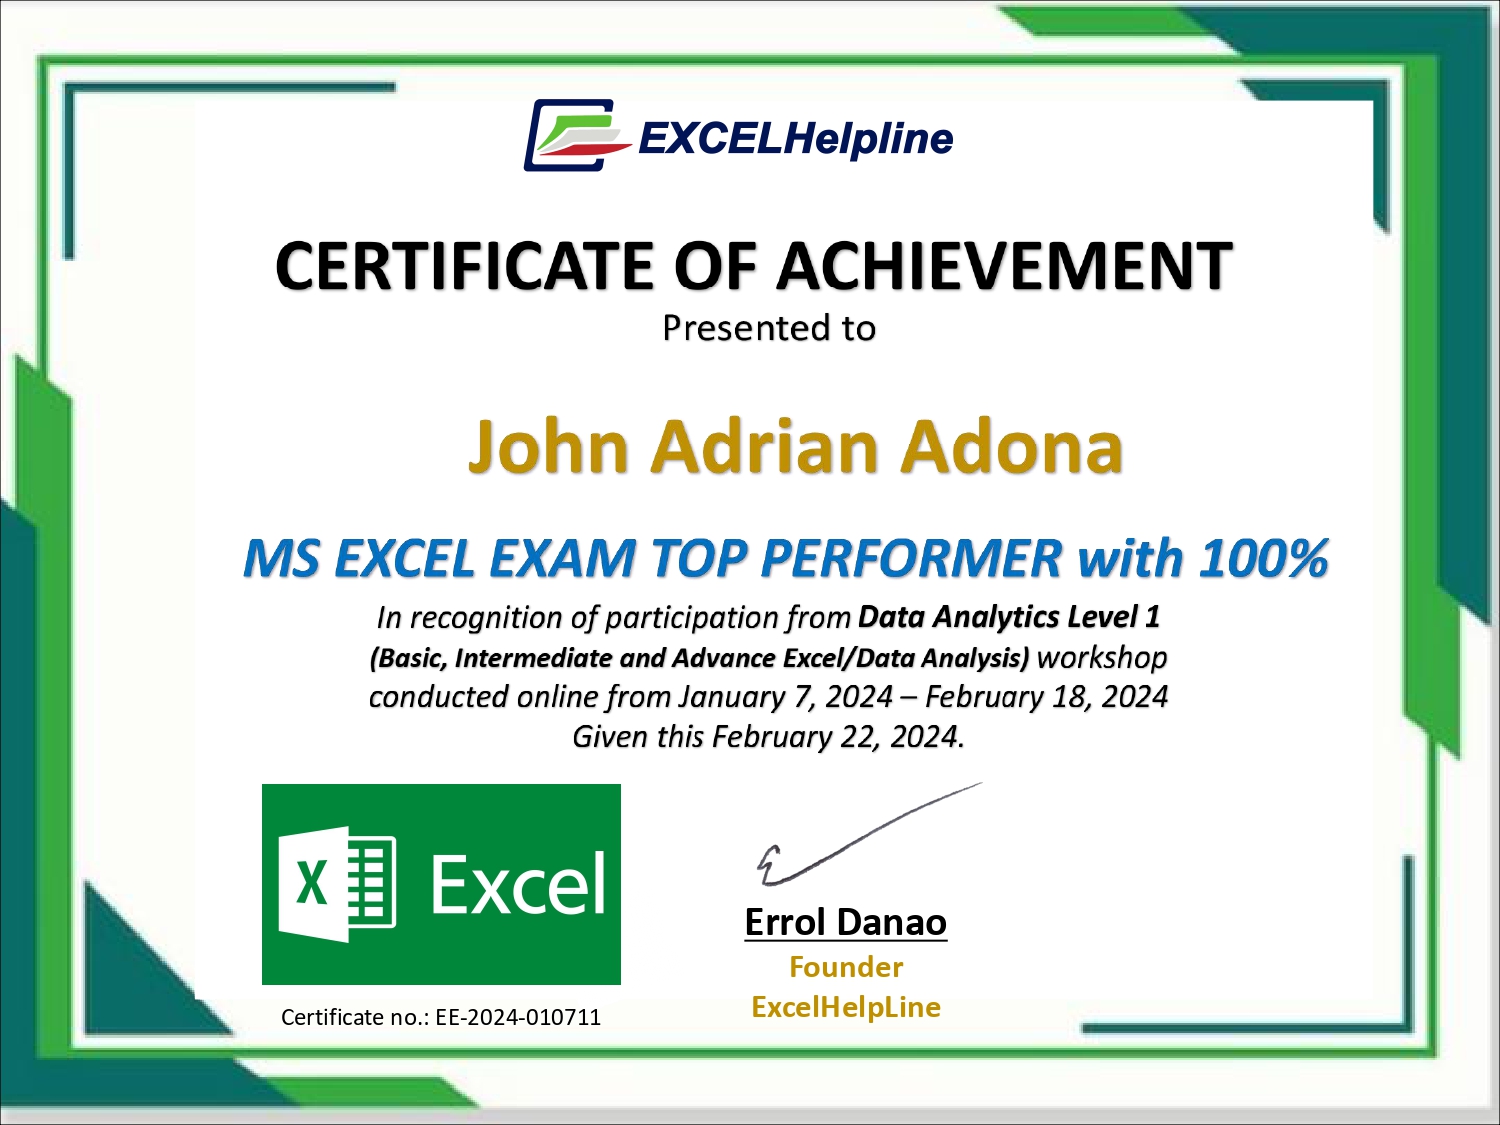 EXCELHelpline
CERTIFICATE OF ACHIEVEMENT
Presented to
John Adrian Adona
MS EXCEL EXAM TOP PERFORMER with 100%
In recognition of participation from Data Analytics Level 1
(Basic, Intermediate and Advance Excel/Data Analysis) workshop
conducted online from January 7, 2024 – February 18, 2024
Given this February 22, 2024.
X Excel
Errol Danao
Founder
ExcelHelpLine
Certificate no.: EE-2024-010711